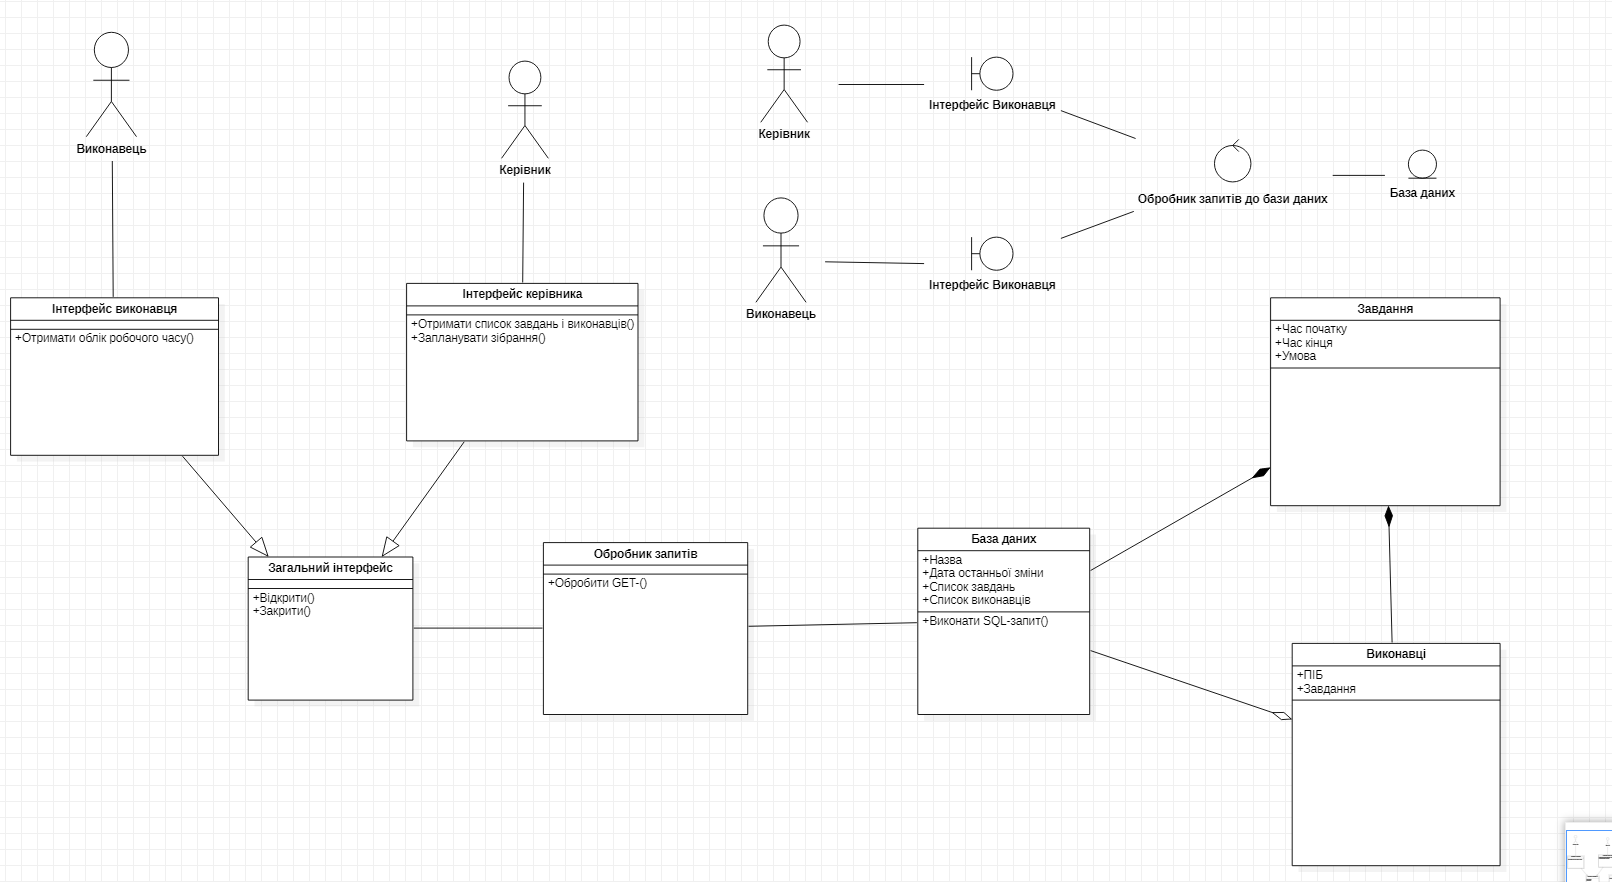 Виконавець
Керівник
Керівник
Інтерфейс Виконавця
Обробник запитів до бази даних
База даних
Виконавець
Інтерфейс Виконавця
Інтерфейс виконавця
+Отримати облік робочого часу()
Інтерфейс керівника
+Отримати список завдань і виконавців()
+Запланувати зібрання()
Завдання
+Час початку
+Час кінця
+Умова
Загальний інтерфейс
+Відкрити()
+Закрити()
Обробник запитів
+Обробити GET-()
База даних
+Назва
+Дата останньої зміни
+Список завдань
+Список виконавців
+Виконати SQL-запит()
Виконавці
+ПІБ
+Завдання